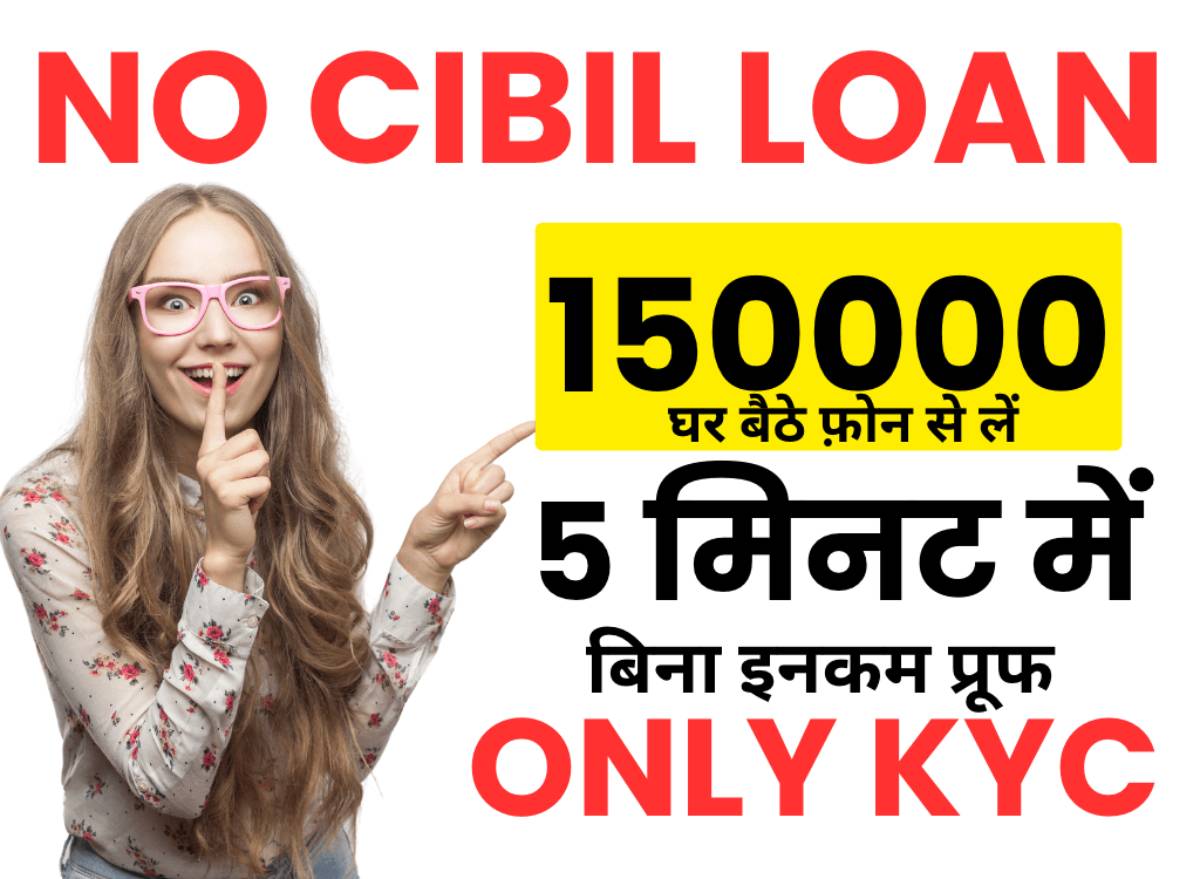 NO CIBIL LOAN
150000
घर बैठे फ़ोन से लें
5 मिनट में
बिना इनकम प्रूफ
ONLY KYC